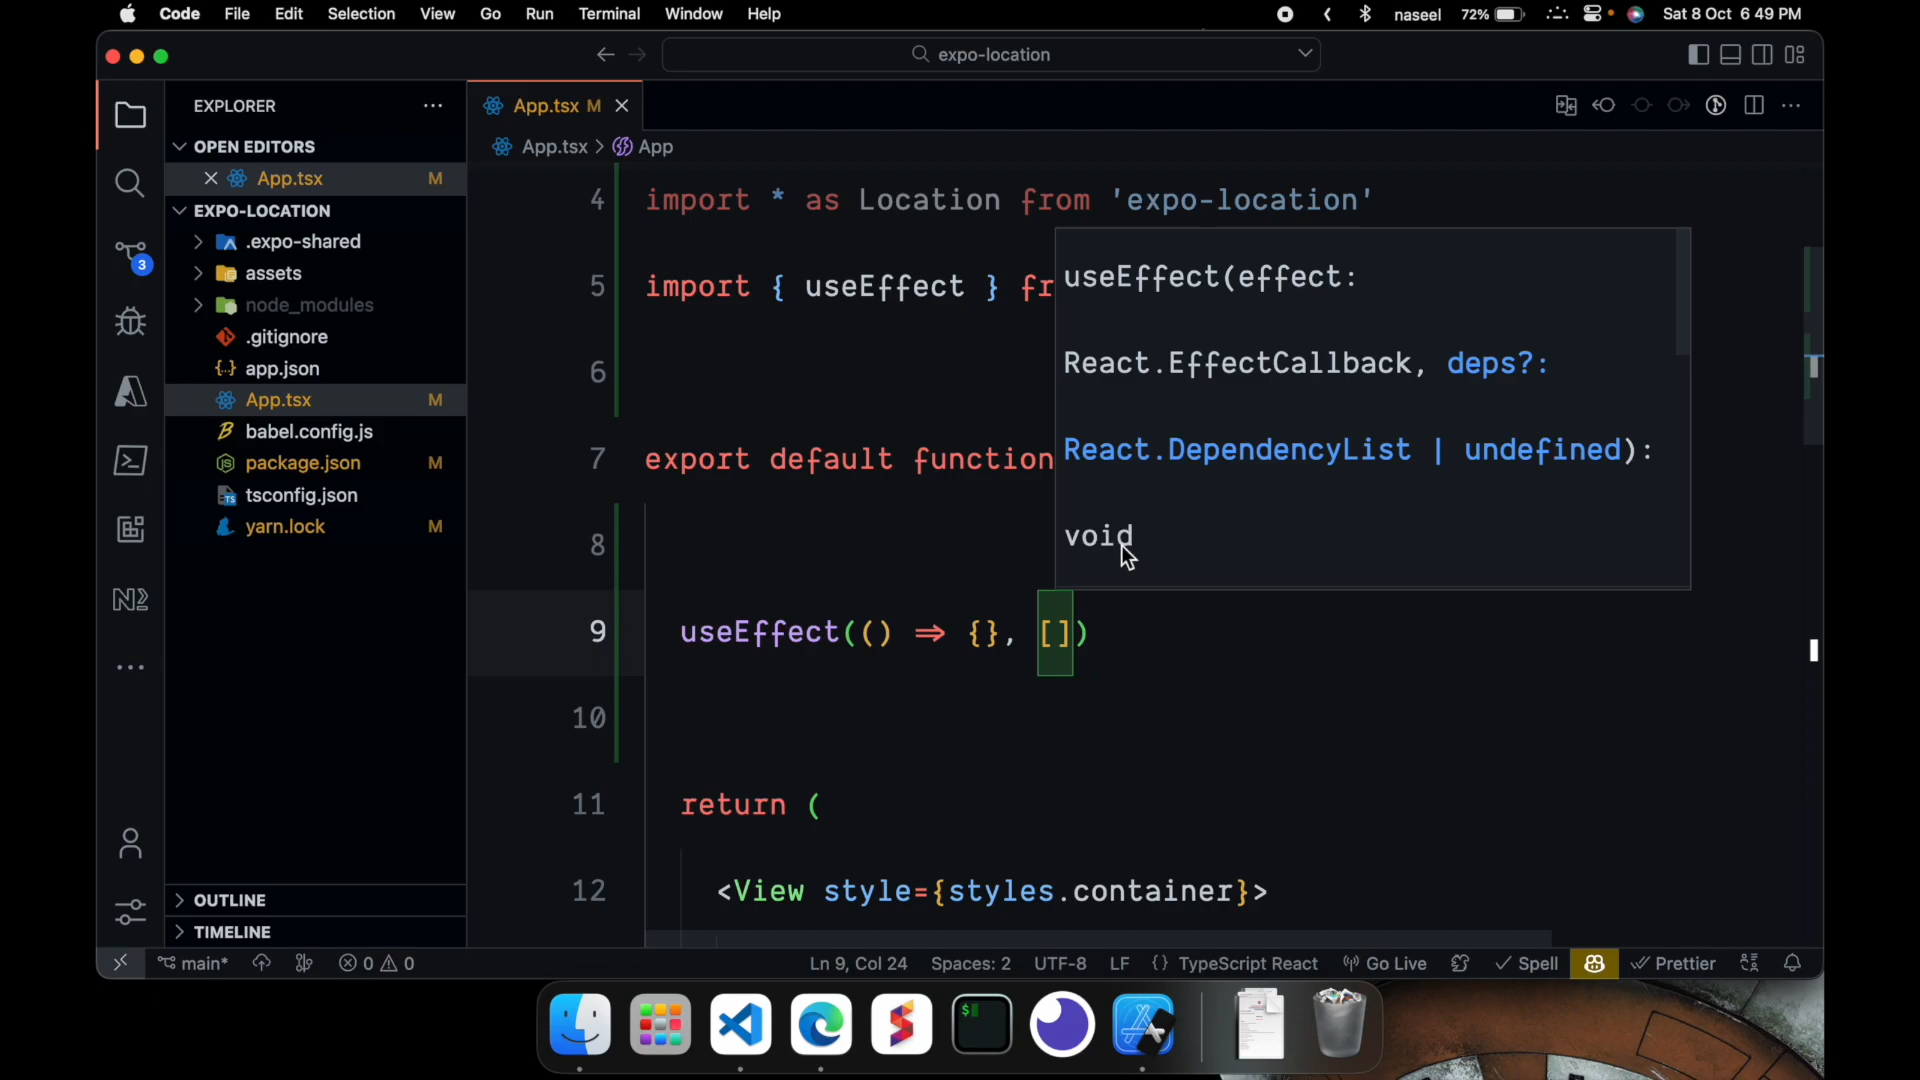 Code File Edit Selection View Go Run Terminal Window Help naseel 72% Sat 8 Oct 6 49 PM
expo-location
EXPLORER
OPEN EDITORS
App.tsx M
EXPO-LOCATION
.expo-shared
assets
node_modules
.gitignore
app.json
App.tsx M
babel.config.js
package.json M
tsconfig.json
yarn.lock M
OUTLINE
TIMELINE
3
App.tsx M
App.tsx > App
4 import * as Location from 'expo-location'
5 import { useEffect } fr
6
7 export default function
8
9 useEffect(() ⇒ {}, [])
10
11 return (
12 <View style={styles.container}>
useEffect(effect:
React.EffectCallback, deps?:
React.DependencyList | undefined):
void
main* 0 0 Ln 9, Col 24 Spaces: 2 UTF-8 LF {} TypeScript React Go Live Spell Prettier